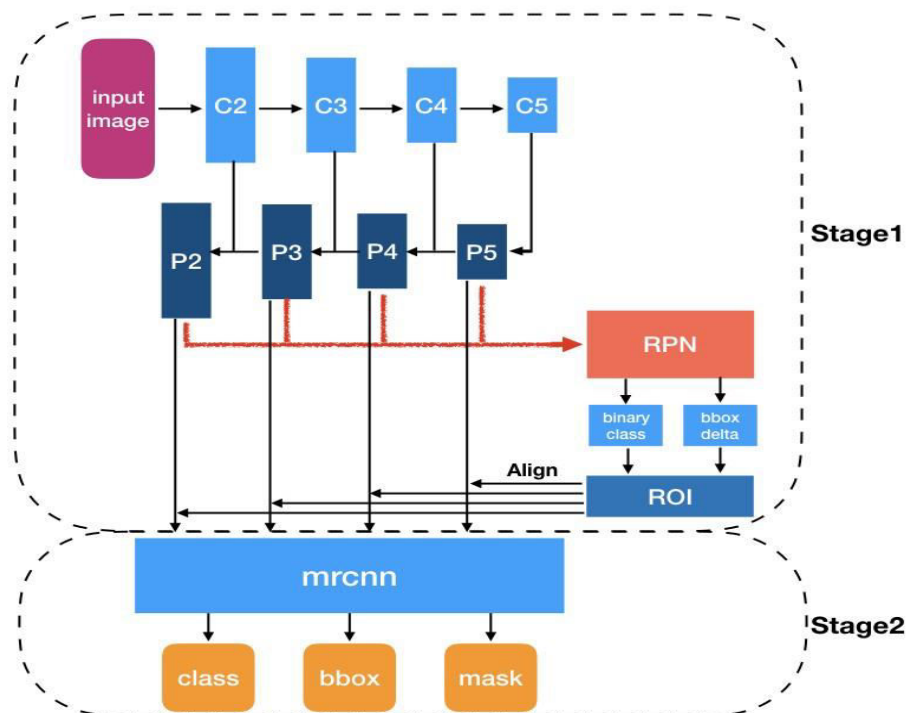 input
image
C2
C3
C4
C5
P2
P3
P4
P5
Stage1
RPN
binary
class
bbox
delta
Align
ROI
mrcnn
Stage2
class
bbox
mask